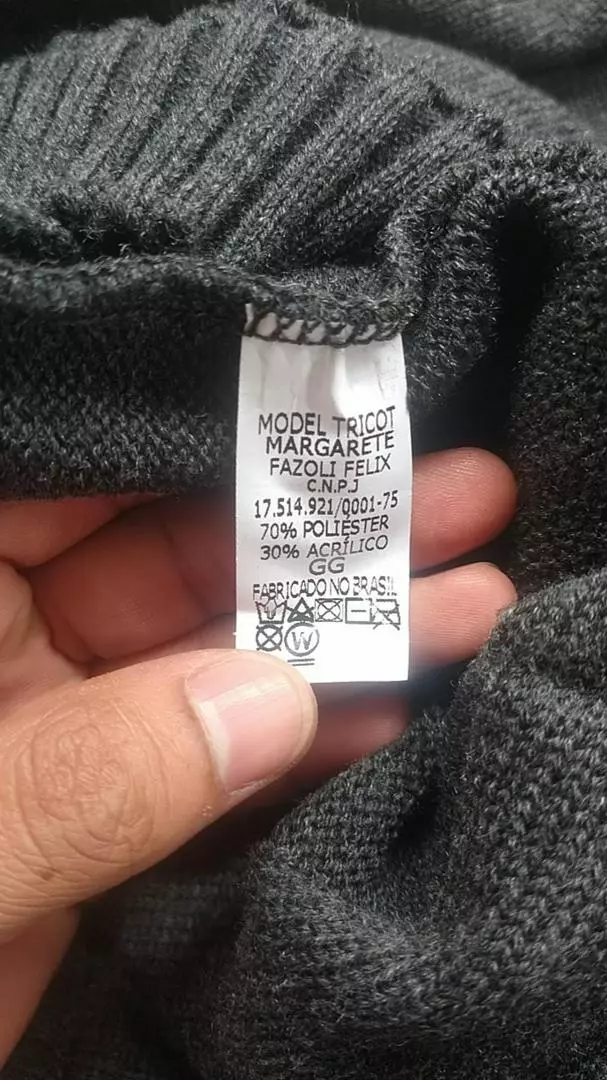 MODEL TRICOT
MARGARETE
FAZOLI FELIX
C.N.P.J
17.514.921/0001-75
70% POLIÉSTER
30% ACRÍLICO
GG
FABRICADO NO BRASIL
W